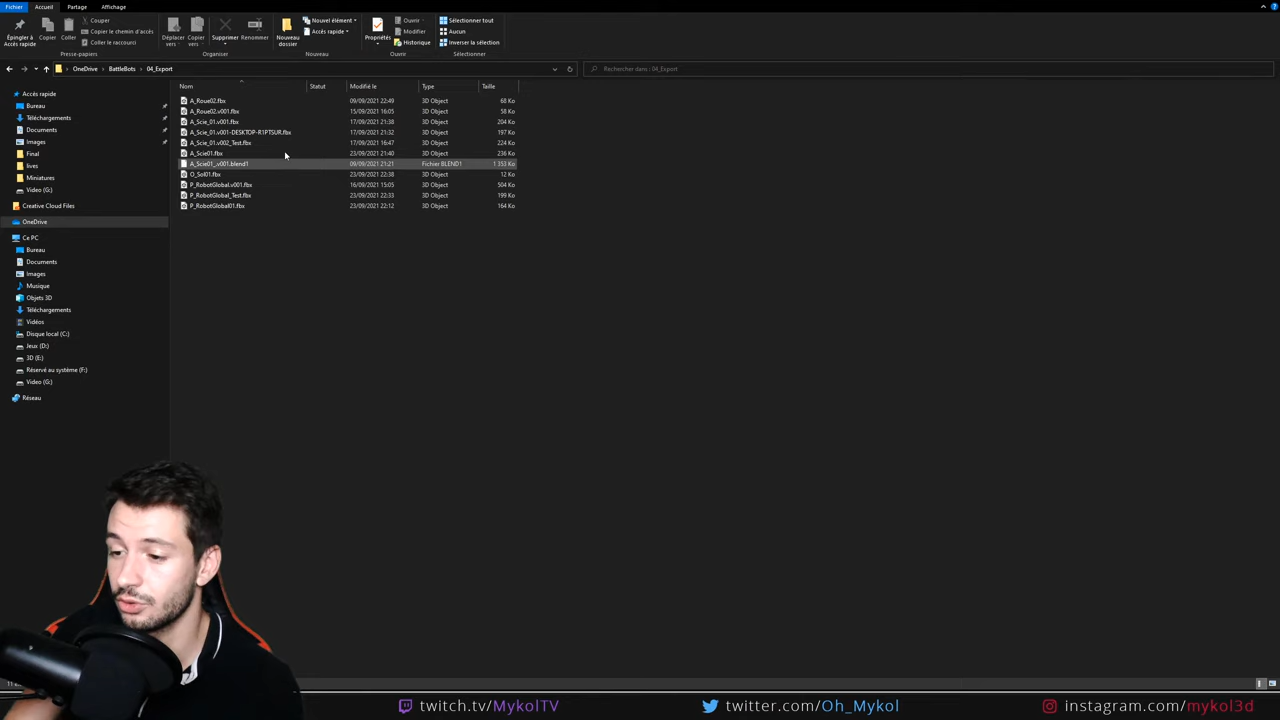 Fichier Accueil Partage Affichage
Épingler à Accès rapide
Copier
Coller
Couper
Copier le chemin d'accès
Coller le raccourci
Presse-papiers
Déplacer vers
Copier vers
Supprimer
Renommer
Organiser
Nouveau dossier
Nouvel élément
Accès rapide
Nouveau
Propriétés
Ouvrir
Modifier
Historique
Ouvrir
Sélectionner tout
Aucun
Inverser la sélection
Sélectionner
OneDrive > BattleBots > 04_Export
Rechercher dans : 04_Export
Nom Statut Modifié le Type Taille
A_Roue02.fbx 09/09/2021 22:49 3D Object 68 Ko
A_Roue02.v001.fbx 15/09/2021 16:05 3D Object 58 Ko
A_Scie_01.v001.fbx 17/09/2021 21:38 3D Object 204 Ko
A_Scie_01.v001-DESKTOP-R1PTSUR.fbx 17/09/2021 21:32 3D Object 197 Ko
A_Scie_01.v002_Test.fbx 17/09/2021 16:47 3D Object 224 Ko
A_Scie01.fbx 23/09/2021 21:40 3D Object 236 Ko
A_Scie01_.v001.blend1 09/09/2021 21:21 Fichier BLEND1 1 353 Ko
O_Sol01.fbx 23/09/2021 22:38 3D Object 12 Ko
P_RobotGlobal.v001.fbx 16/09/2021 15:05 3D Object 504 Ko
P_RobotGlobal_Test.fbx 23/09/2021 22:33 3D Object 199 Ko
P_RobotGlobal01.fbx 23/09/2021 22:12 3D Object 164 Ko
Accès rapide
Bureau
Téléchargements
Documents
Images
Final
lives
Miniatures
Video (G:)
Creative Cloud Files
OneDrive
Ce PC
Bureau
Documents
Images
Musique
Objets 3D
Téléchargements
Vidéos
Disque local (C:)
Jeux (D:)
3D (E:)
Réservé au système (F:)
Video (G:)
Réseau
twitch.tv/MykolTV twitter.com/Oh_Mykol instagram.com/mykol3d